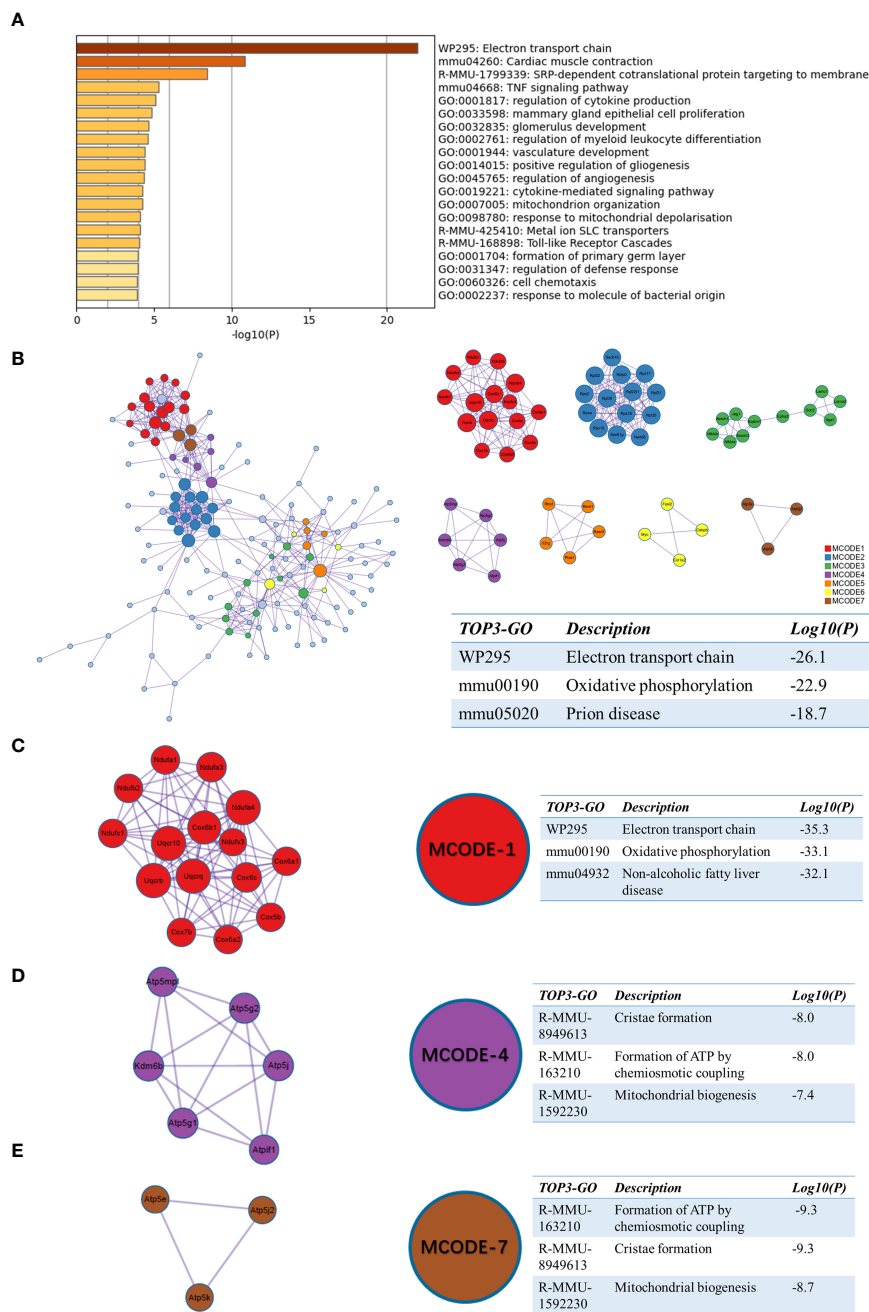 A
WP295: Electron transport chain
mmu04260: Cardiac muscle contraction
R-MMU-1799339: SRP-dependent cotranslational protein targeting to membrane
mmu04668: TNF signaling pathway
GO:0001817: regulation of cytokine production
GO:0033598: mammary gland epithelial cell proliferation
GO:0032835: glomerulus development
GO:0002761: regulation of myeloid leukocyte differentiation
GO:0001944: vasculature development
GO:0014015: positive regulation of gliogenesis
GO:0045765: regulation of angiogenesis
GO:0019221: cytokine-mediated signaling pathway
GO:0007005: mitochondrion organization
GO:0098780: response to mitochondrial depolarisation
R-MMU-425410: Metal ion SLC transporters
R-MMU-168898: Toll-like Receptor Cascades
GO:0001704: formation of primary germ layer
GO:0031347: regulation of defense response
GO:0060326: cell chemotaxis
GO:0002237: response to molecule of bacterial origin
0 5 10 15 20
-log10(P)
B
MCODE1
MCODE2
MCODE3
MCODE4
MCODE5
MCODE6
MCODE7
TOP3-GO Description Log10(P)
WP295 Electron transport chain -26.1
mmu00190 Oxidative phosphorylation -22.9
mmu05020 Prion disease -18.7
C
Ndufa1
Ndufa3
Ndufb2
Ndufa4
Ndufc1
Cox6b1
Uqcr10
Ndufv3
Cox6a1
Uqcrb
Uqcrq
Cox6c
Cox5b
Cox7b
Cox6a2
MCODE-1
TOP3-GO Description Log10(P)
WP295 Electron transport chain -35.3
mmu00190 Oxidative phosphorylation -33.1
mmu04932 Non-alcoholic fatty liver -32.1
disease
D
Atp5mpl
Atp5g2
Kdm6b
Atp5j
Atp5g1
Atpif1
MCODE-4
TOP3-GO Description Log10(P)
R-MMU- Cristae formation -8.0
8949613
R-MMU- Formation of ATP by -8.0
163210 chemiosmotic coupling
R-MMU- Mitochondrial biogenesis -7.4
1592230
E
Atp5e
Atp5j2
Atp5k
MCODE-7
TOP3-GO Description Log10(P)
R-MMU- Formation of ATP by -9.3
163210 chemiosmotic coupling
R-MMU- Cristae formation -9.3
8949613
R-MMU- Mitochondrial biogenesis -8.7
1592230